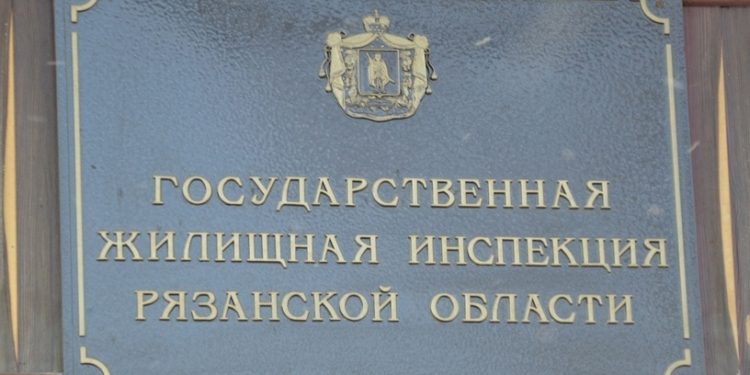 ГОСУДАРСТВЕННАЯ
ЖИЛИЩНАЯ ИНСПЕКЦИЯ
РЯЗАНСКОЙ ОБЛАСТИ